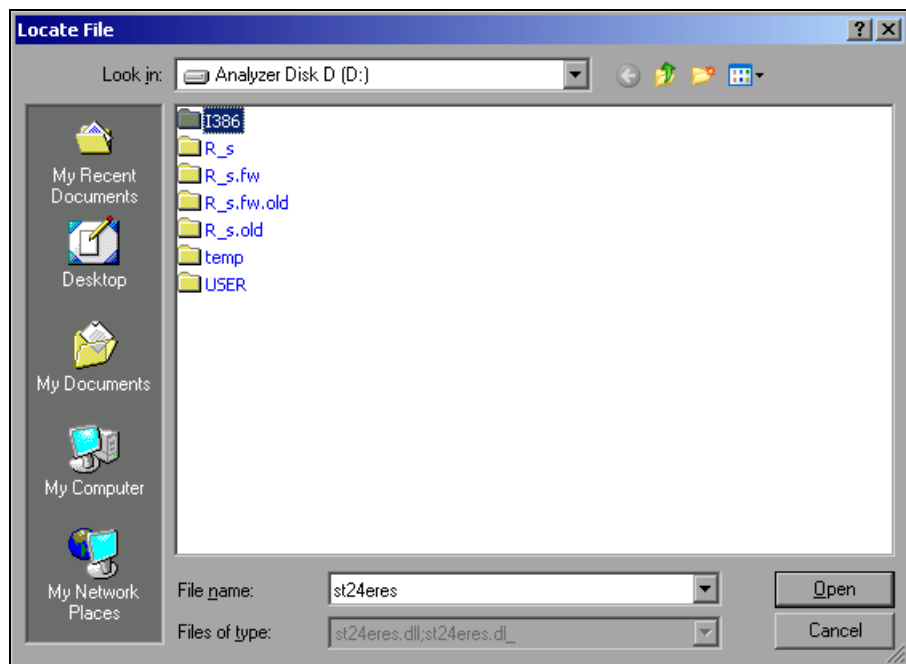 Locate File
Look in:
Analyzer Disk D (D:)
My Recent
Documents
Desktop
My Documents
My Computer
My Network
Places
I386
R_s
R_s.fw
R_s.fw.old
R_s.old
temp
USER
File name:
st24eres
Open
Files of type:
st24eres.dll;st24eres.dl_
Cancel